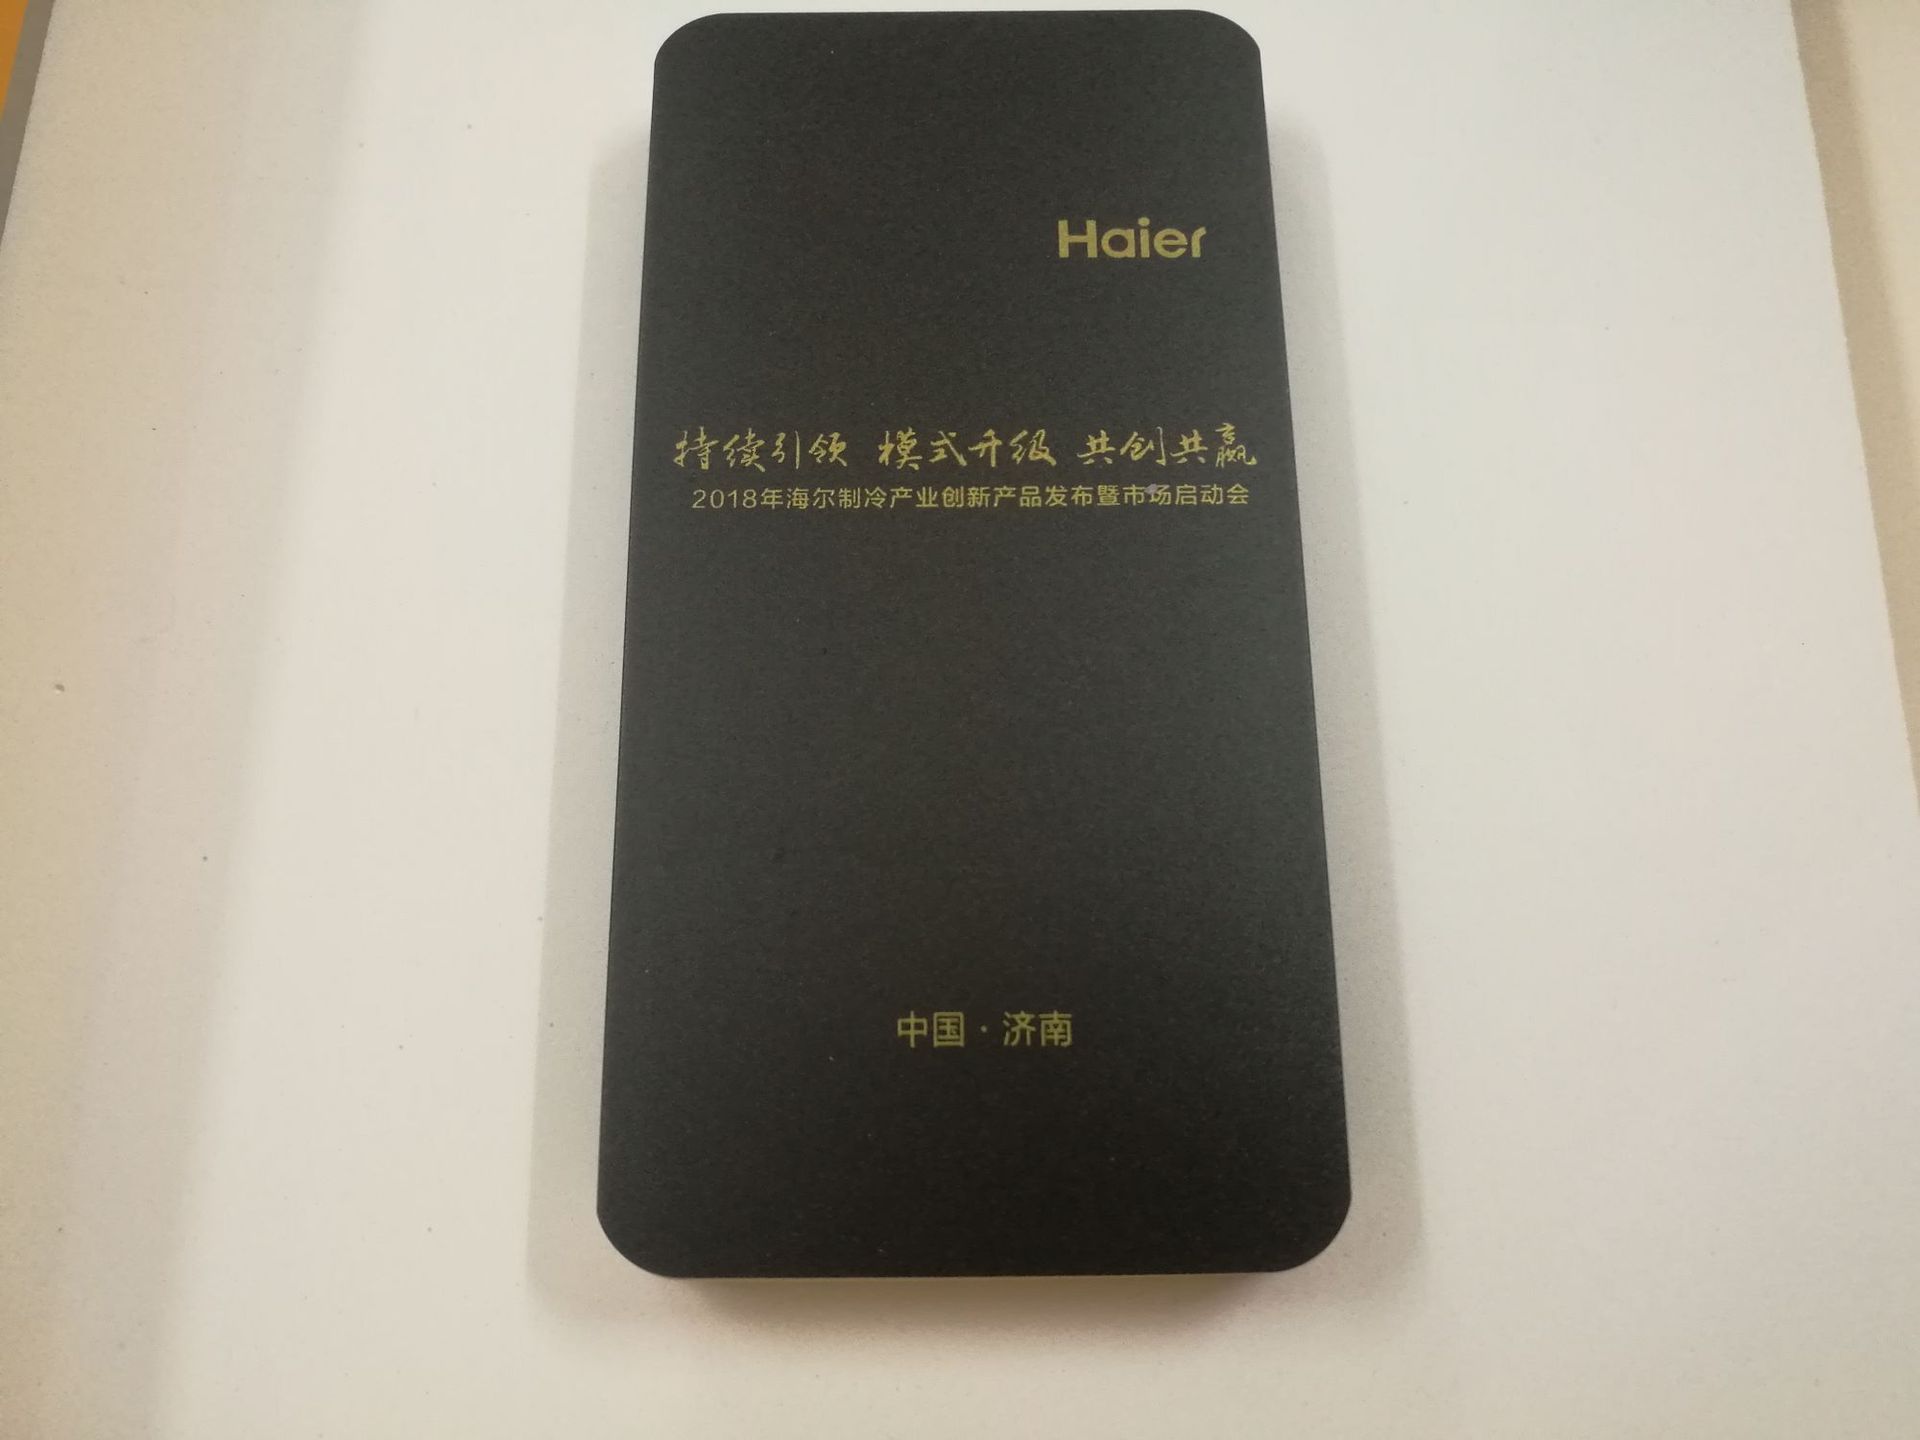 Haier
持续引领 模式升级 共创共赢
2018年海尔制冷产业创新产品发布暨市场启动会
中国·济南